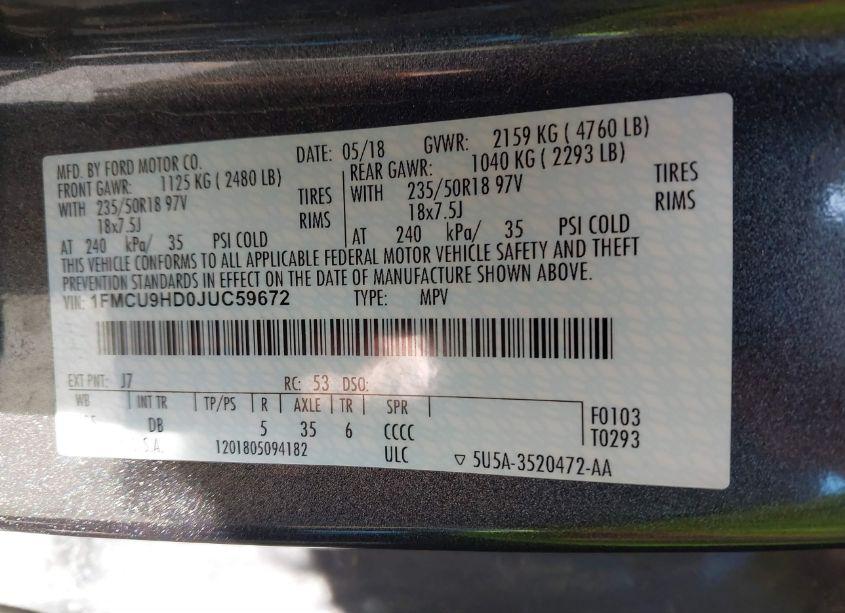 MFD. BY FORD MOTOR CO. DATE: 05/18 GVWR: 2159 KG ( 4760 LB)
FRONT GAWR: 1125 KG ( 2480 LB) REAR GAWR: 1040 KG ( 2293 LB)
WITH 235/50R18 97V TIRES WITH 235/50R18 97V TIRES
18x7.5J RIMS 18x7.5J RIMS
AT 240 kPa/ 35 PSI COLD AT 240 kPa/ 35 PSI COLD
THIS VEHICLE CONFORMS TO ALL APPLICABLE FEDERAL MOTOR VEHICLE SAFETY AND THEFT
PREVENTION STANDARDS IN EFFECT ON THE DATE OF MANUFACTURE SHOWN ABOVE.
VIN: 1FMCU9HD0JUC59672 TYPE: MPV
EXT PNT: J7 RC: 53 DSO:
WB INT TR TP/PS R AXLE TR SPR
DB 5 35 6 CCCC F0103
1201805094182 ULC T0293
▽ 5U5A-3520472-AA